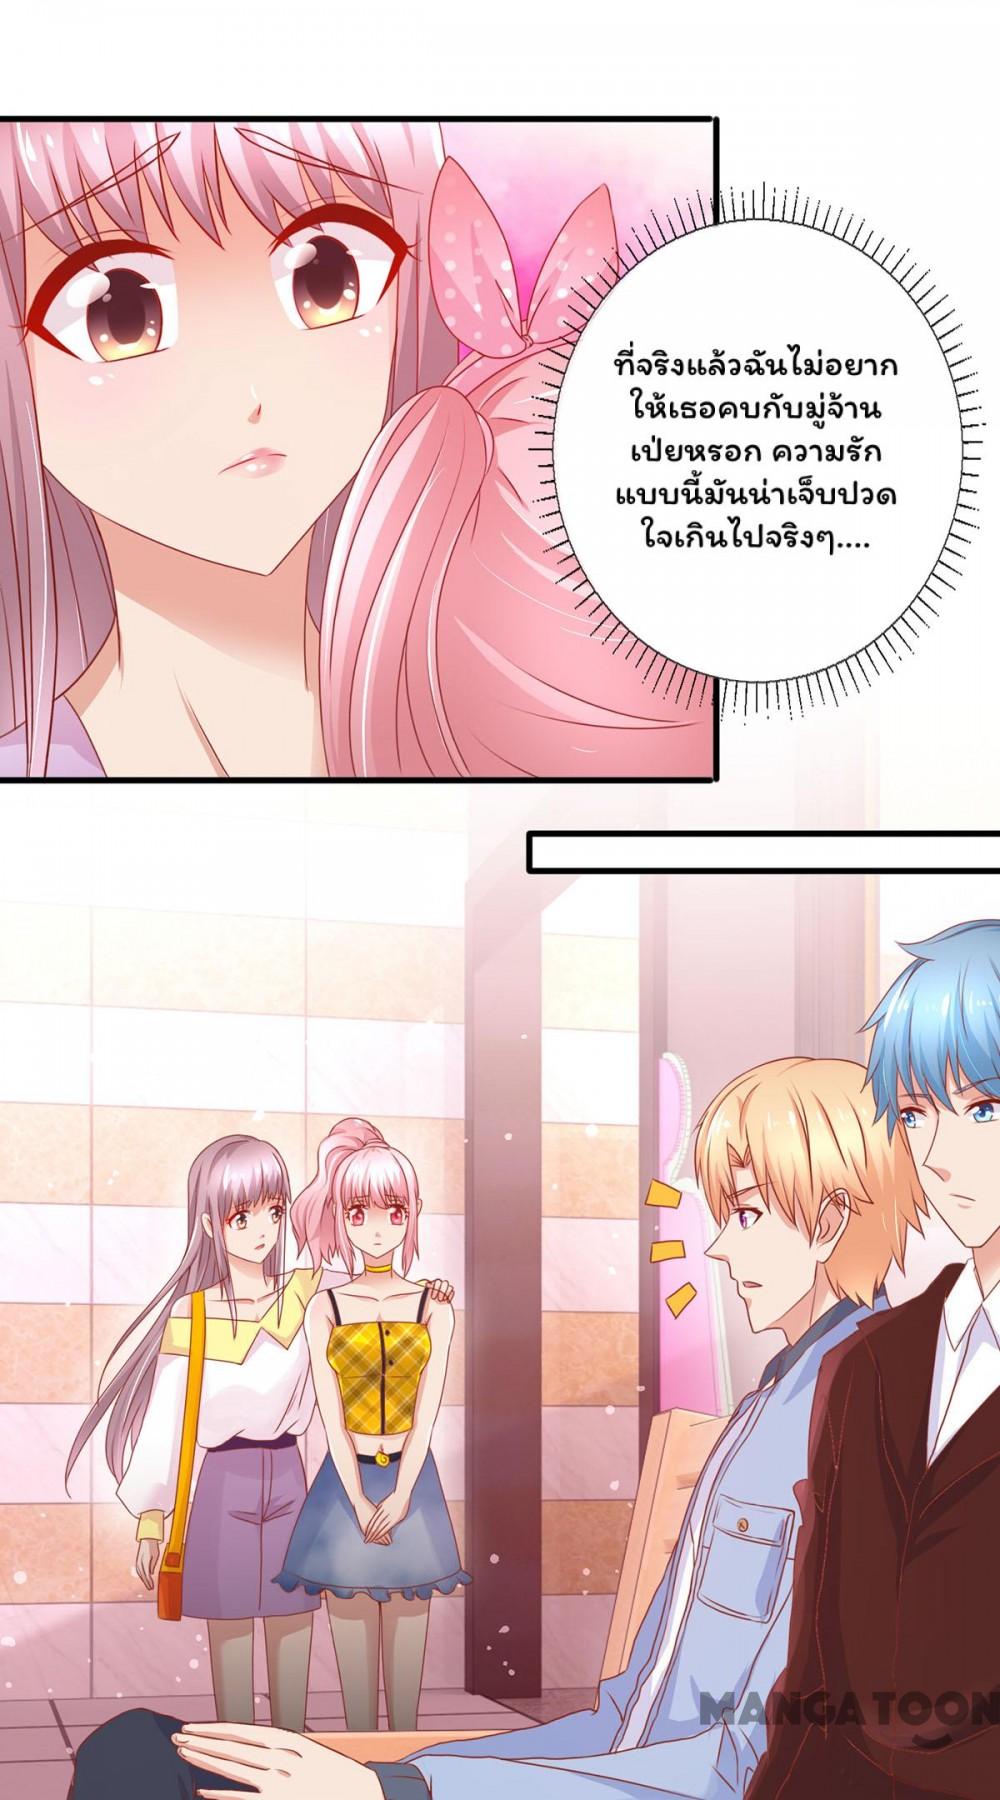 ที่จริงแล้วฉันไม่อยาก
ให้เธอคบกับมู่จ้าน
เป่ยหรอก ความรัก
แบบนี้มันน่าเจ็บปวด
ใจเกินไปจริงๆ....
MANGATOON